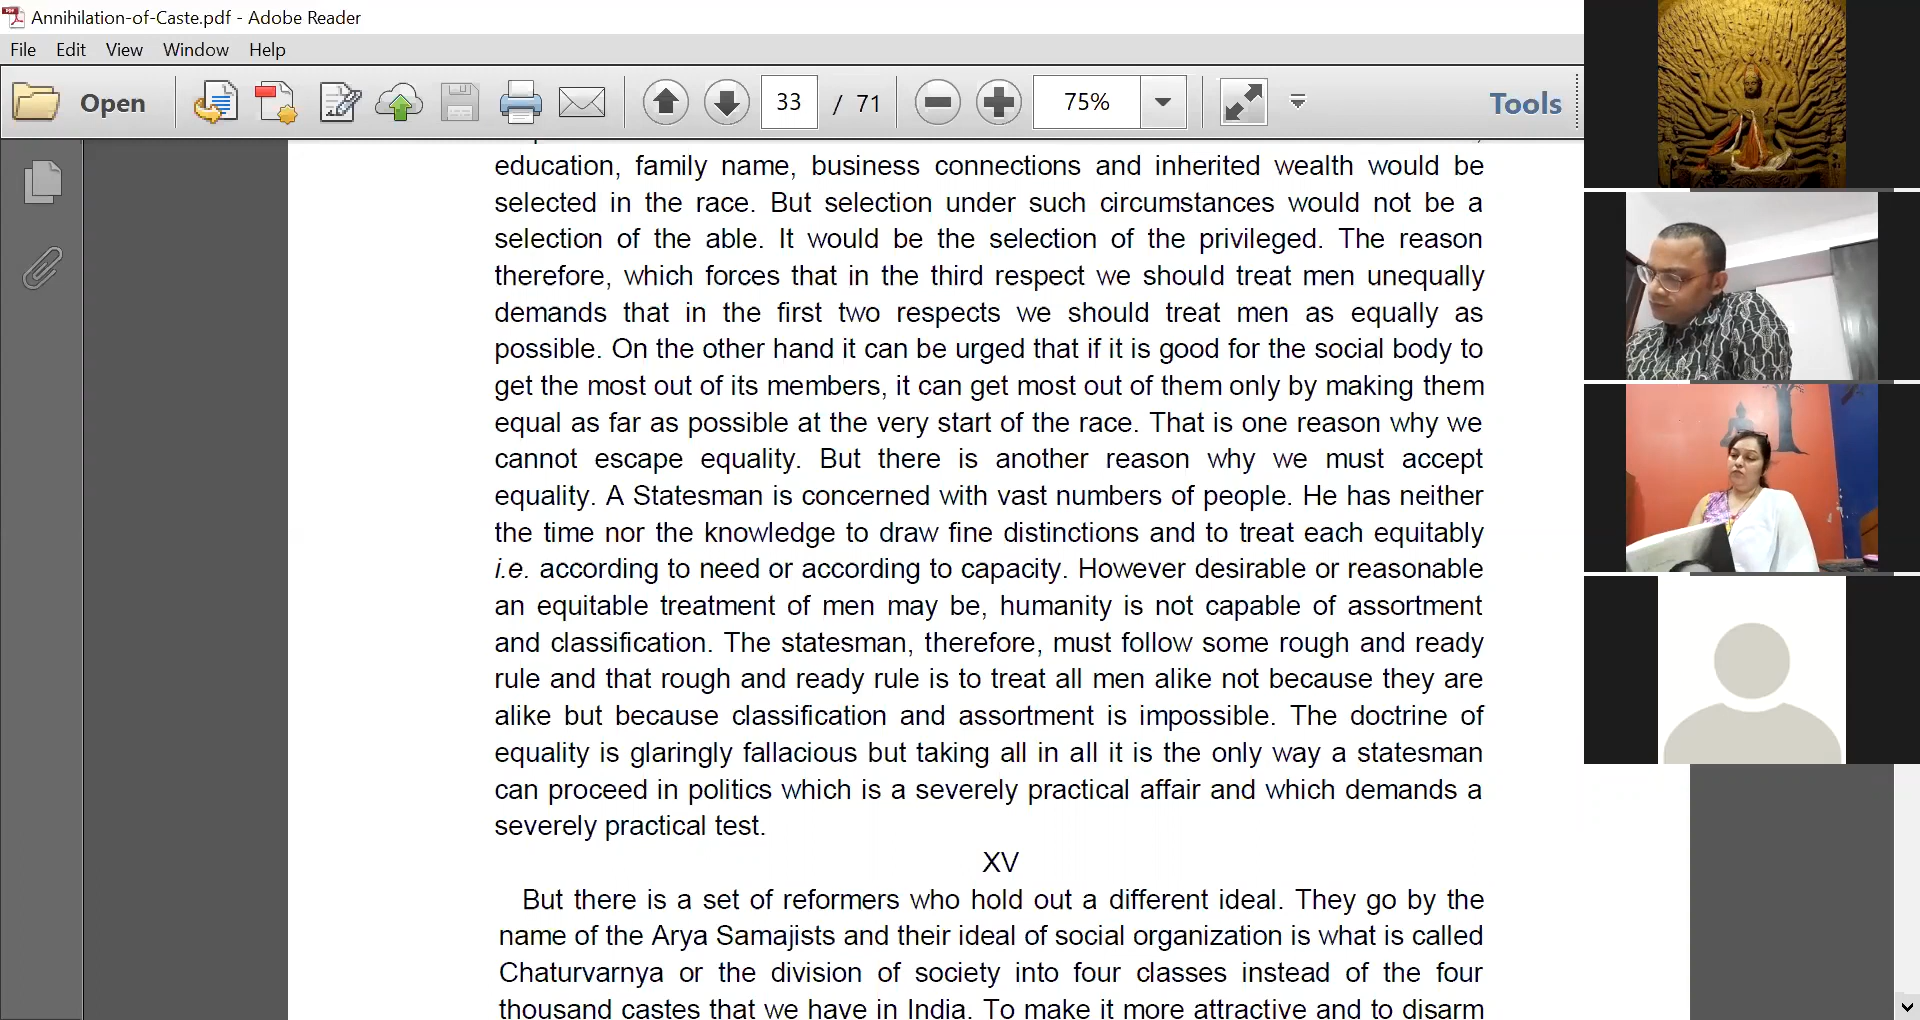 Annihilation-of-Caste.pdf - Adobe Reader
File Edit View Window Help
Open 33 / 71 75% Tools
education, family name, business connections and inherited wealth would be
selected in the race. But selection under such circumstances would not be a
selection of the able. It would be the selection of the privileged. The reason
therefore, which forces that in the third respect we should treat men unequally
demands that in the first two respects we should treat men as equally as
possible. On the other hand it can be urged that if it is good for the social body to
get the most out of its members, it can get most out of them only by making them
equal as far as possible at the very start of the race. That is one reason why we
cannot escape equality. But there is another reason why we must accept
equality. A Statesman is concerned with vast numbers of people. He has neither
the time nor the knowledge to draw fine distinctions and to treat each equitably
i.e. according to need or according to capacity. However desirable or reasonable
an equitable treatment of men may be, humanity is not capable of assortment
and classification. The statesman, therefore, must follow some rough and ready
rule and that rough and ready rule is to treat all men alike not because they are
alike but because classification and assortment is impossible. The doctrine of
equality is glaringly fallacious but taking all in all it is the only way a statesman
can proceed in politics which is a severely practical affair and which demands a
severely practical test.
XV
But there is a set of reformers who hold out a different ideal. They go by the
name of the Arya Samajists and their ideal of social organization is what is called
Chaturvarnya or the division of society into four classes instead of the four
thousand castes that we have in India. To make it more attractive and to disarm